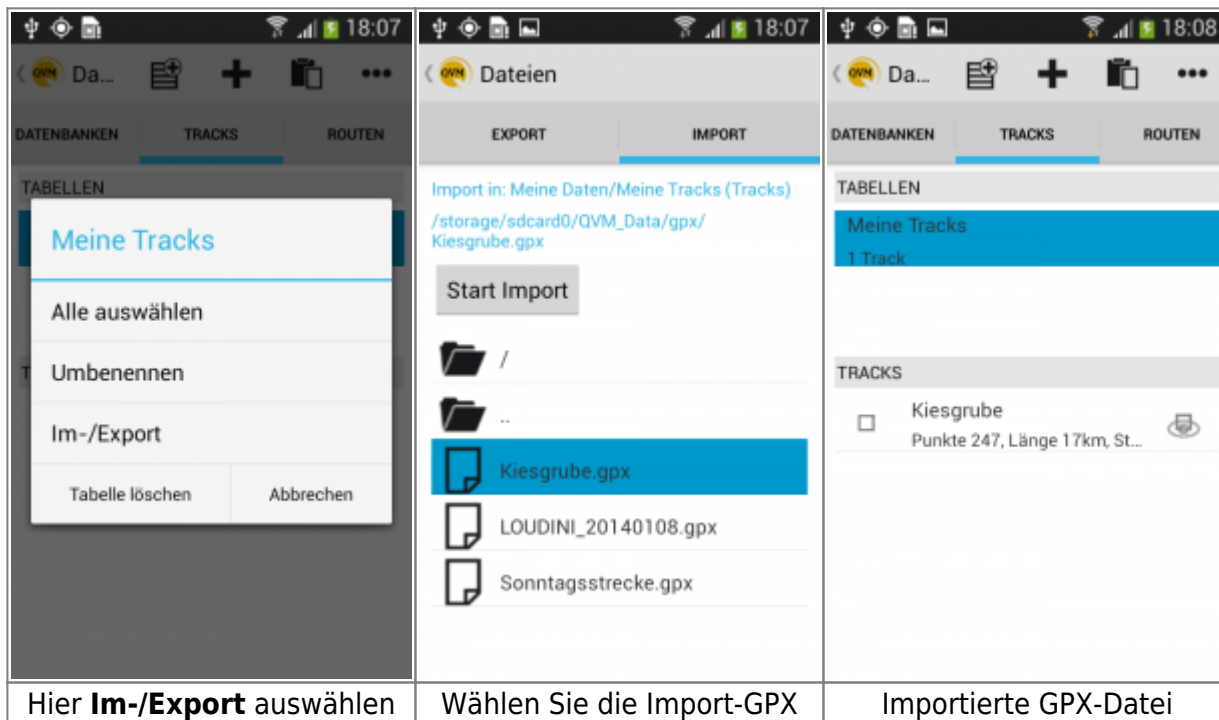 18:07
QVM Da...
DATENBANKEN TRACKS ROUTEN
TABELLEN
Meine Tracks
Alle auswählen
Umbenennen
Im-/Export
Tabelle löschen Abbrechen
Hier Im-/Export auswählen
18:07
QVM Dateien
EXPORT IMPORT
Import in: Meine Daten/Meine Tracks (Tracks)
/storage/sdcard0/QVM_Data/gpx/
Kiesgrube.gpx
Start Import
/
..
Kiesgrube.gpx
LOUDINI_20140108.gpx
Sonntagsstrecke.gpx
Wählen Sie die Import-GPX
18:08
QVM Da...
DATENBANKEN TRACKS ROUTEN
TABELLEN
Meine Tracks
1 Track
TRACKS
Kiesgrube
Punkte 247, Länge 17km, St...
Importierte GPX-Datei